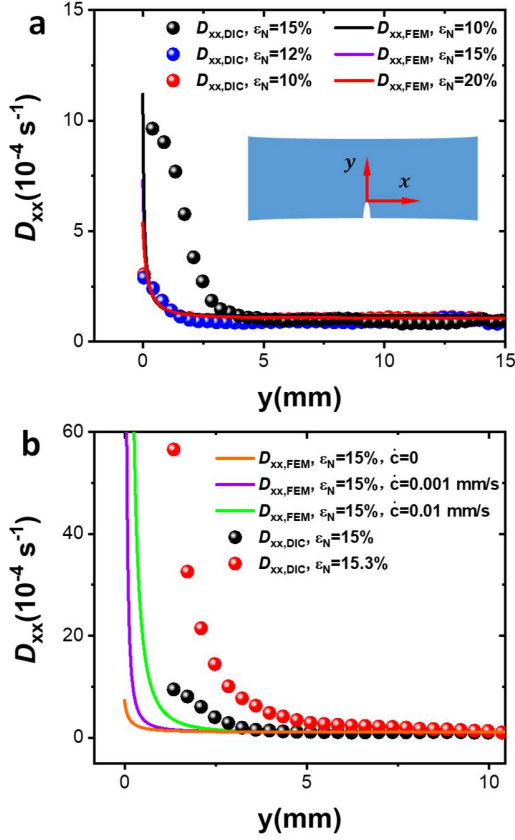 a
D_xx,DIC, ε_N=15%
D_xx,DIC, ε_N=12%
D_xx,DIC, ε_N=10%
D_xx,FEM, ε_N=10%
D_xx,FEM, ε_N=15%
D_xx,FEM, ε_N=20%
15
10
5
0
D_xx(10⁻⁴ s⁻¹)
y
x
0
5
10
15
y(mm)
b
D_xx,FEM, ε_N=15%, ċ=0
D_xx,FEM, ε_N=15%, ċ=0.001 mm/s
D_xx,FEM, ε_N=15%, ċ=0.01 mm/s
D_xx,DIC, ε_N=15%
D_xx,DIC, ε_N=15.3%
60
40
20
0
D_xx(10⁻⁴ s⁻¹)
0
5
10
y(mm)